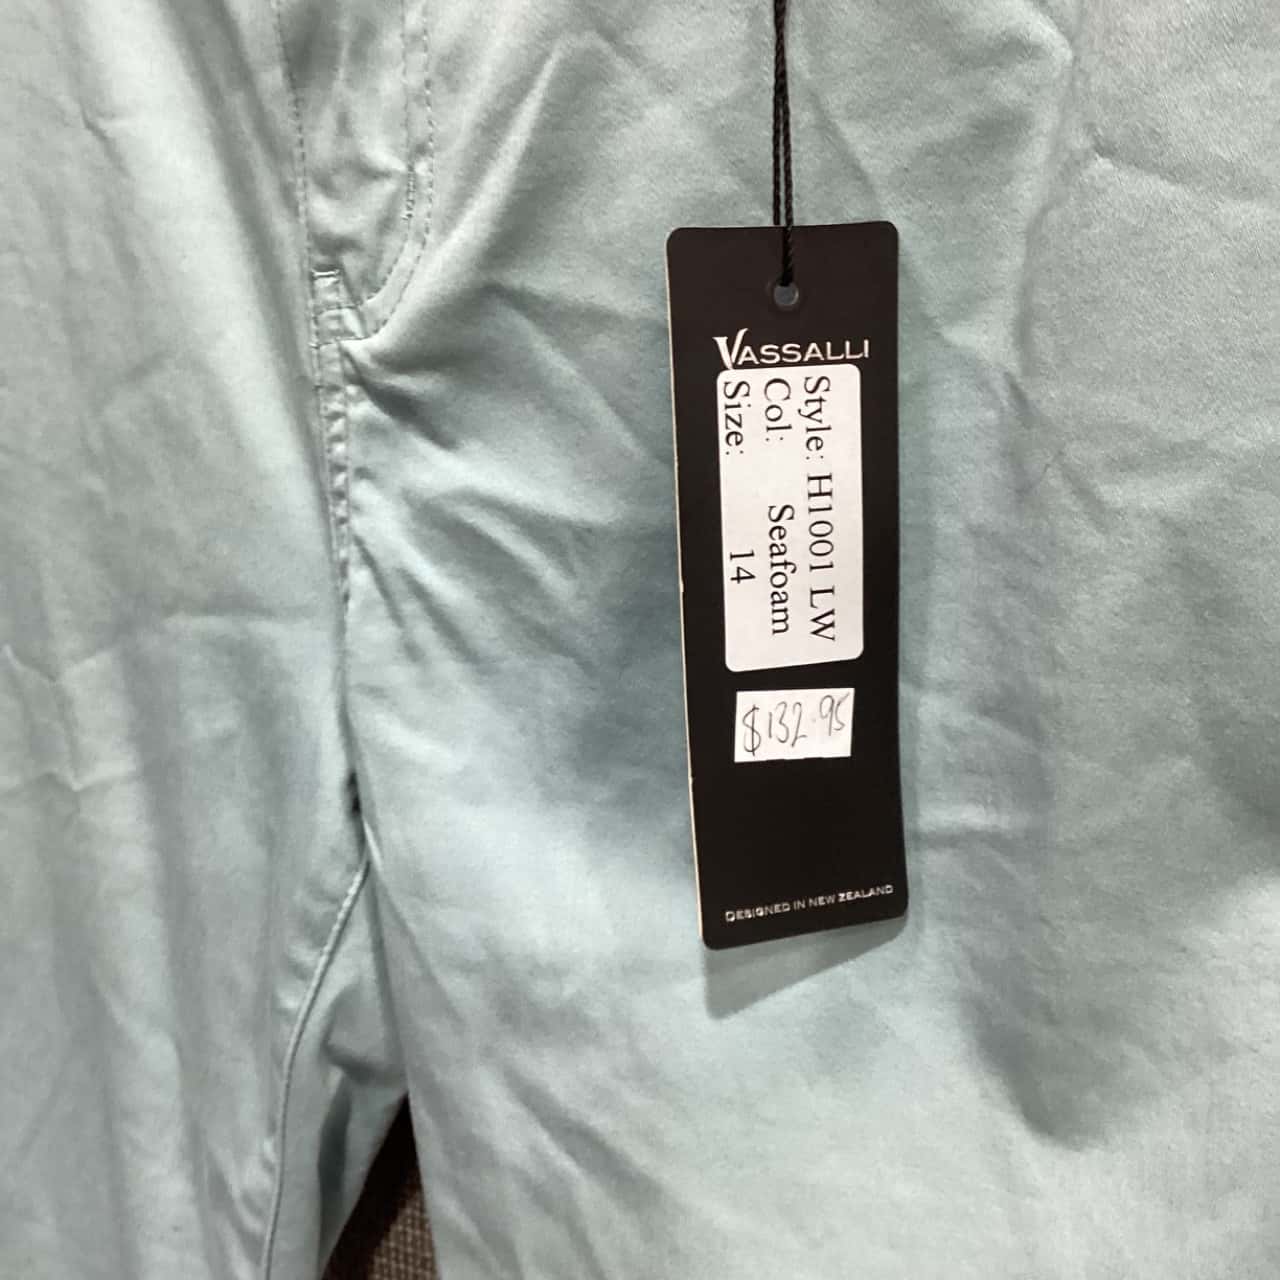 VASSALLI
Style: H1001 LW
Col: Seafoam
Size: 14
$132.95
DESIGNED IN NEW ZEALAND